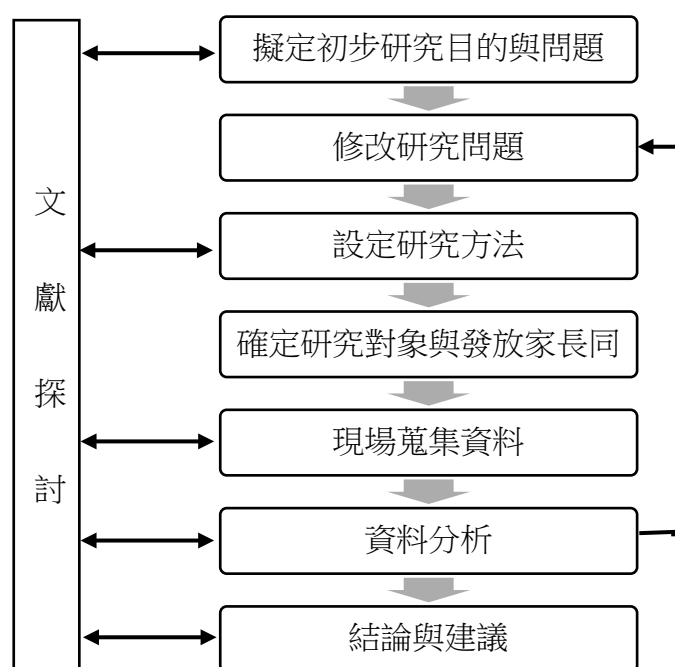 擬定初步研究目的與問題
修改研究問題
文獻探討
設定研究方法
確定研究對象與發放家長同
現場蒐集資料
資料分析
結論與建議